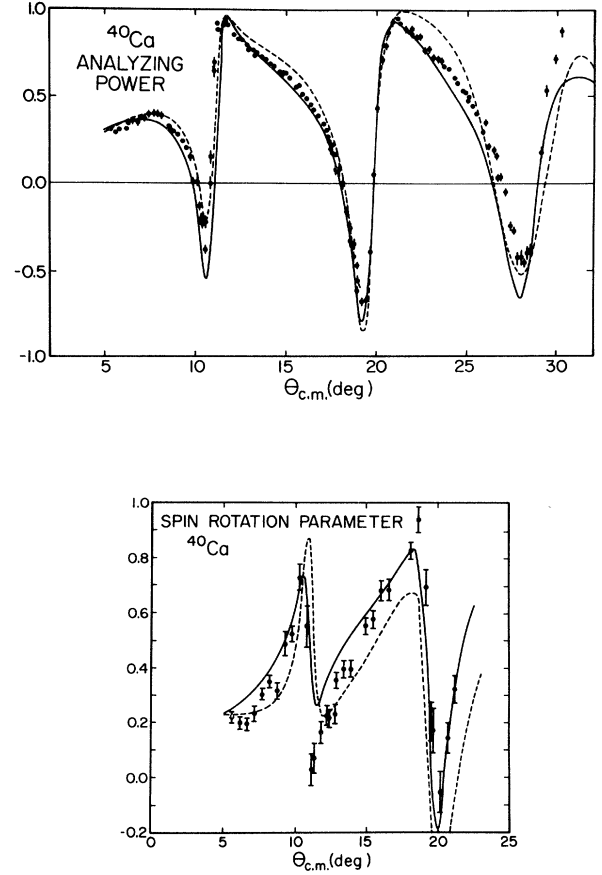 1.0
0.5
0.0
-0.5
-1.0
40Ca
ANALYZING
POWER
5 10 15 20 25 30
Θc.m.(deg)
1.0
0.8
0.6
0.4
0.2
0.0
-0.2
SPIN ROTATION PARAMETER
40Ca
0 5 10 15 20 25
Θc.m.(deg)